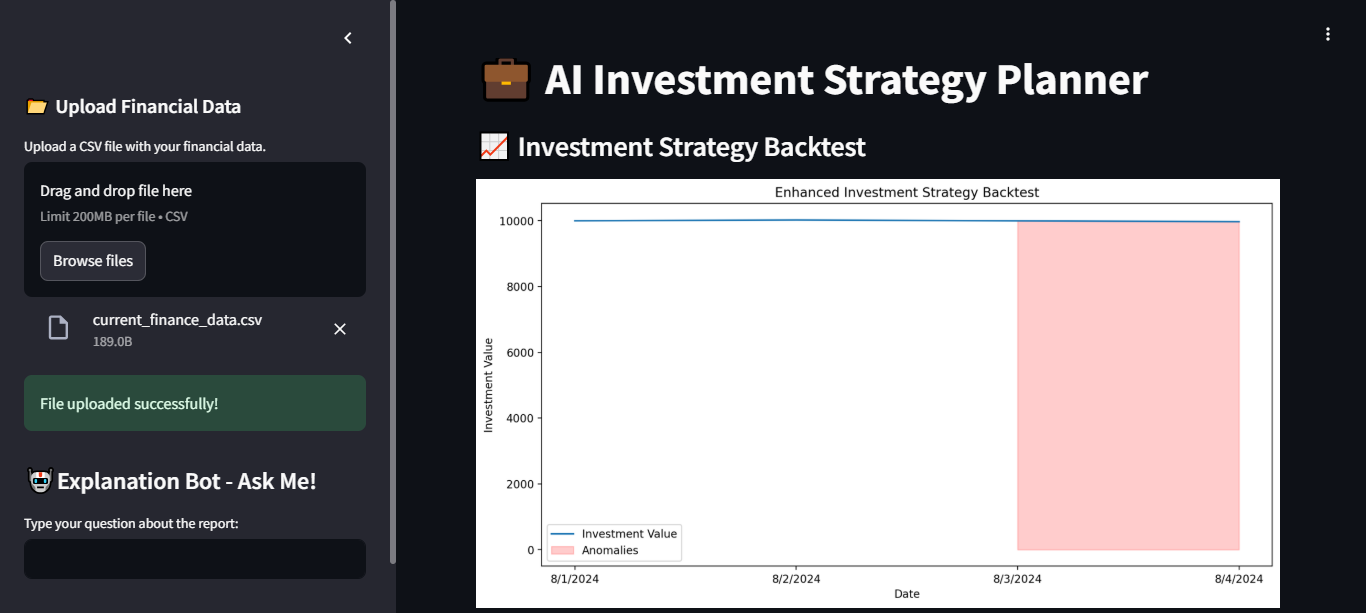 Upload Financial Data
Upload a CSV file with your financial data.
Drag and drop file here
Limit 200MB per file • CSV
Browse files
current_finance_data.csv
189.0B
File uploaded successfully!
Explanation Bot - Ask Me!
Type your question about the report:
AI Investment Strategy Planner
Investment Strategy Backtest
Enhanced Investment Strategy Backtest
Investment Value
10000
8000
6000
4000
2000
0
Investment Value
Anomalies
8/1/2024 8/2/2024 8/3/2024 8/4/2024
Date